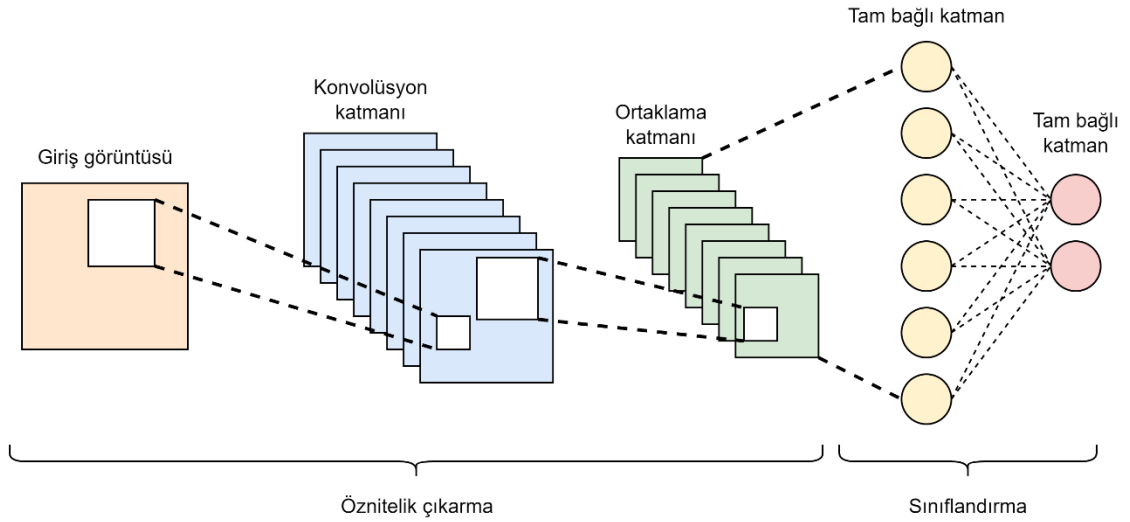 Giriş görüntüsü
Konvolüsyon
katmanı
Ortaklama
katmanı
Tam bağlı katman
Tam bağlı
katman
Öznitelik çıkarma
Sınıflandırma